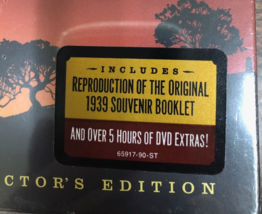 INCLUDES
REPRODUCTION OF THE ORIGINAL
1939 SOUVENIR BOOKLET
AND OVER 5 HOURS OF DVD EXTRAS!
65917-90-ST
CTOR'S EDITION